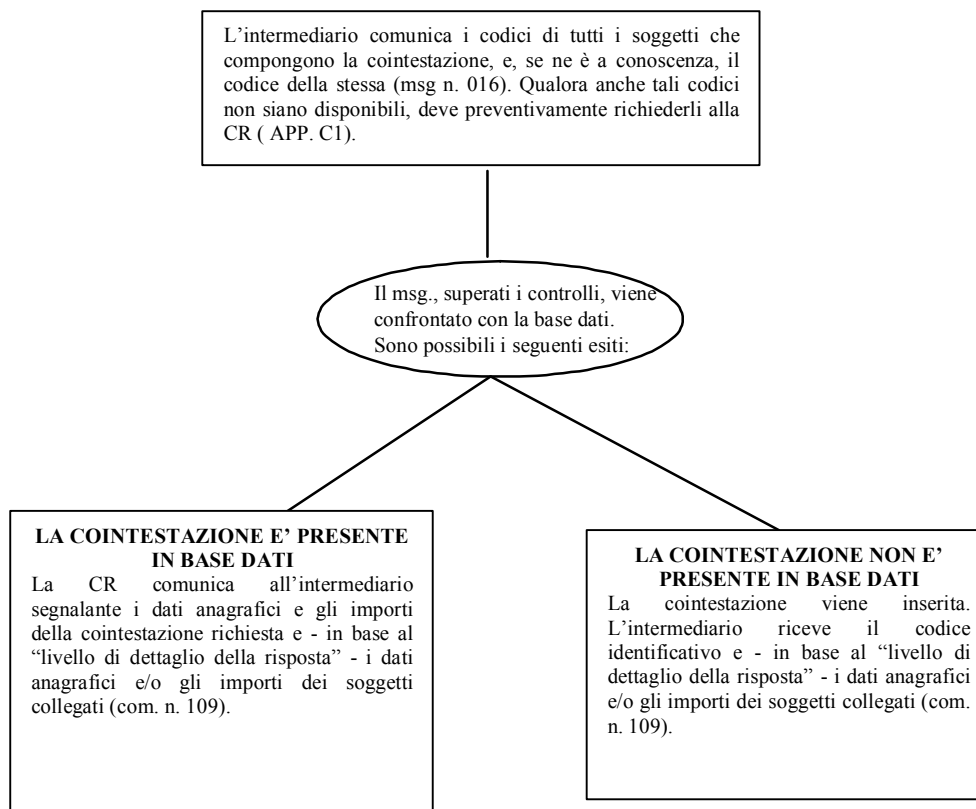 L’intermediario comunica i codici di tutti i soggetti che
compongono la cointestazione, e, se ne è a conoscenza, il
codice della stessa (msg n. 016). Qualora anche tali codici
non siano disponibili, deve preventivamente richiederli alla
CR ( APP. C1).
Il msg., superati i controlli, viene
confrontato con la base dati.
Sono possibili i seguenti esiti:
LA COINTESTAZIONE E’ PRESENTE
IN BASE DATI
La CR comunica all’intermediario
segnalante i dati anagrafici e gli importi
della cointestazione richiesta e - in base al
“livello di dettaglio della risposta” - i dati
anagrafici e/o gli importi dei soggetti
collegati (com. n. 109).
LA COINTESTAZIONE NON E’
PRESENTE IN BASE DATI
La cointestazione viene inserita.
L’intermediario riceve il codice
identificativo e - in base al “livello di
dettaglio della risposta” - i dati anagrafici
e/o gli importi dei soggetti collegati (com.
n. 109).